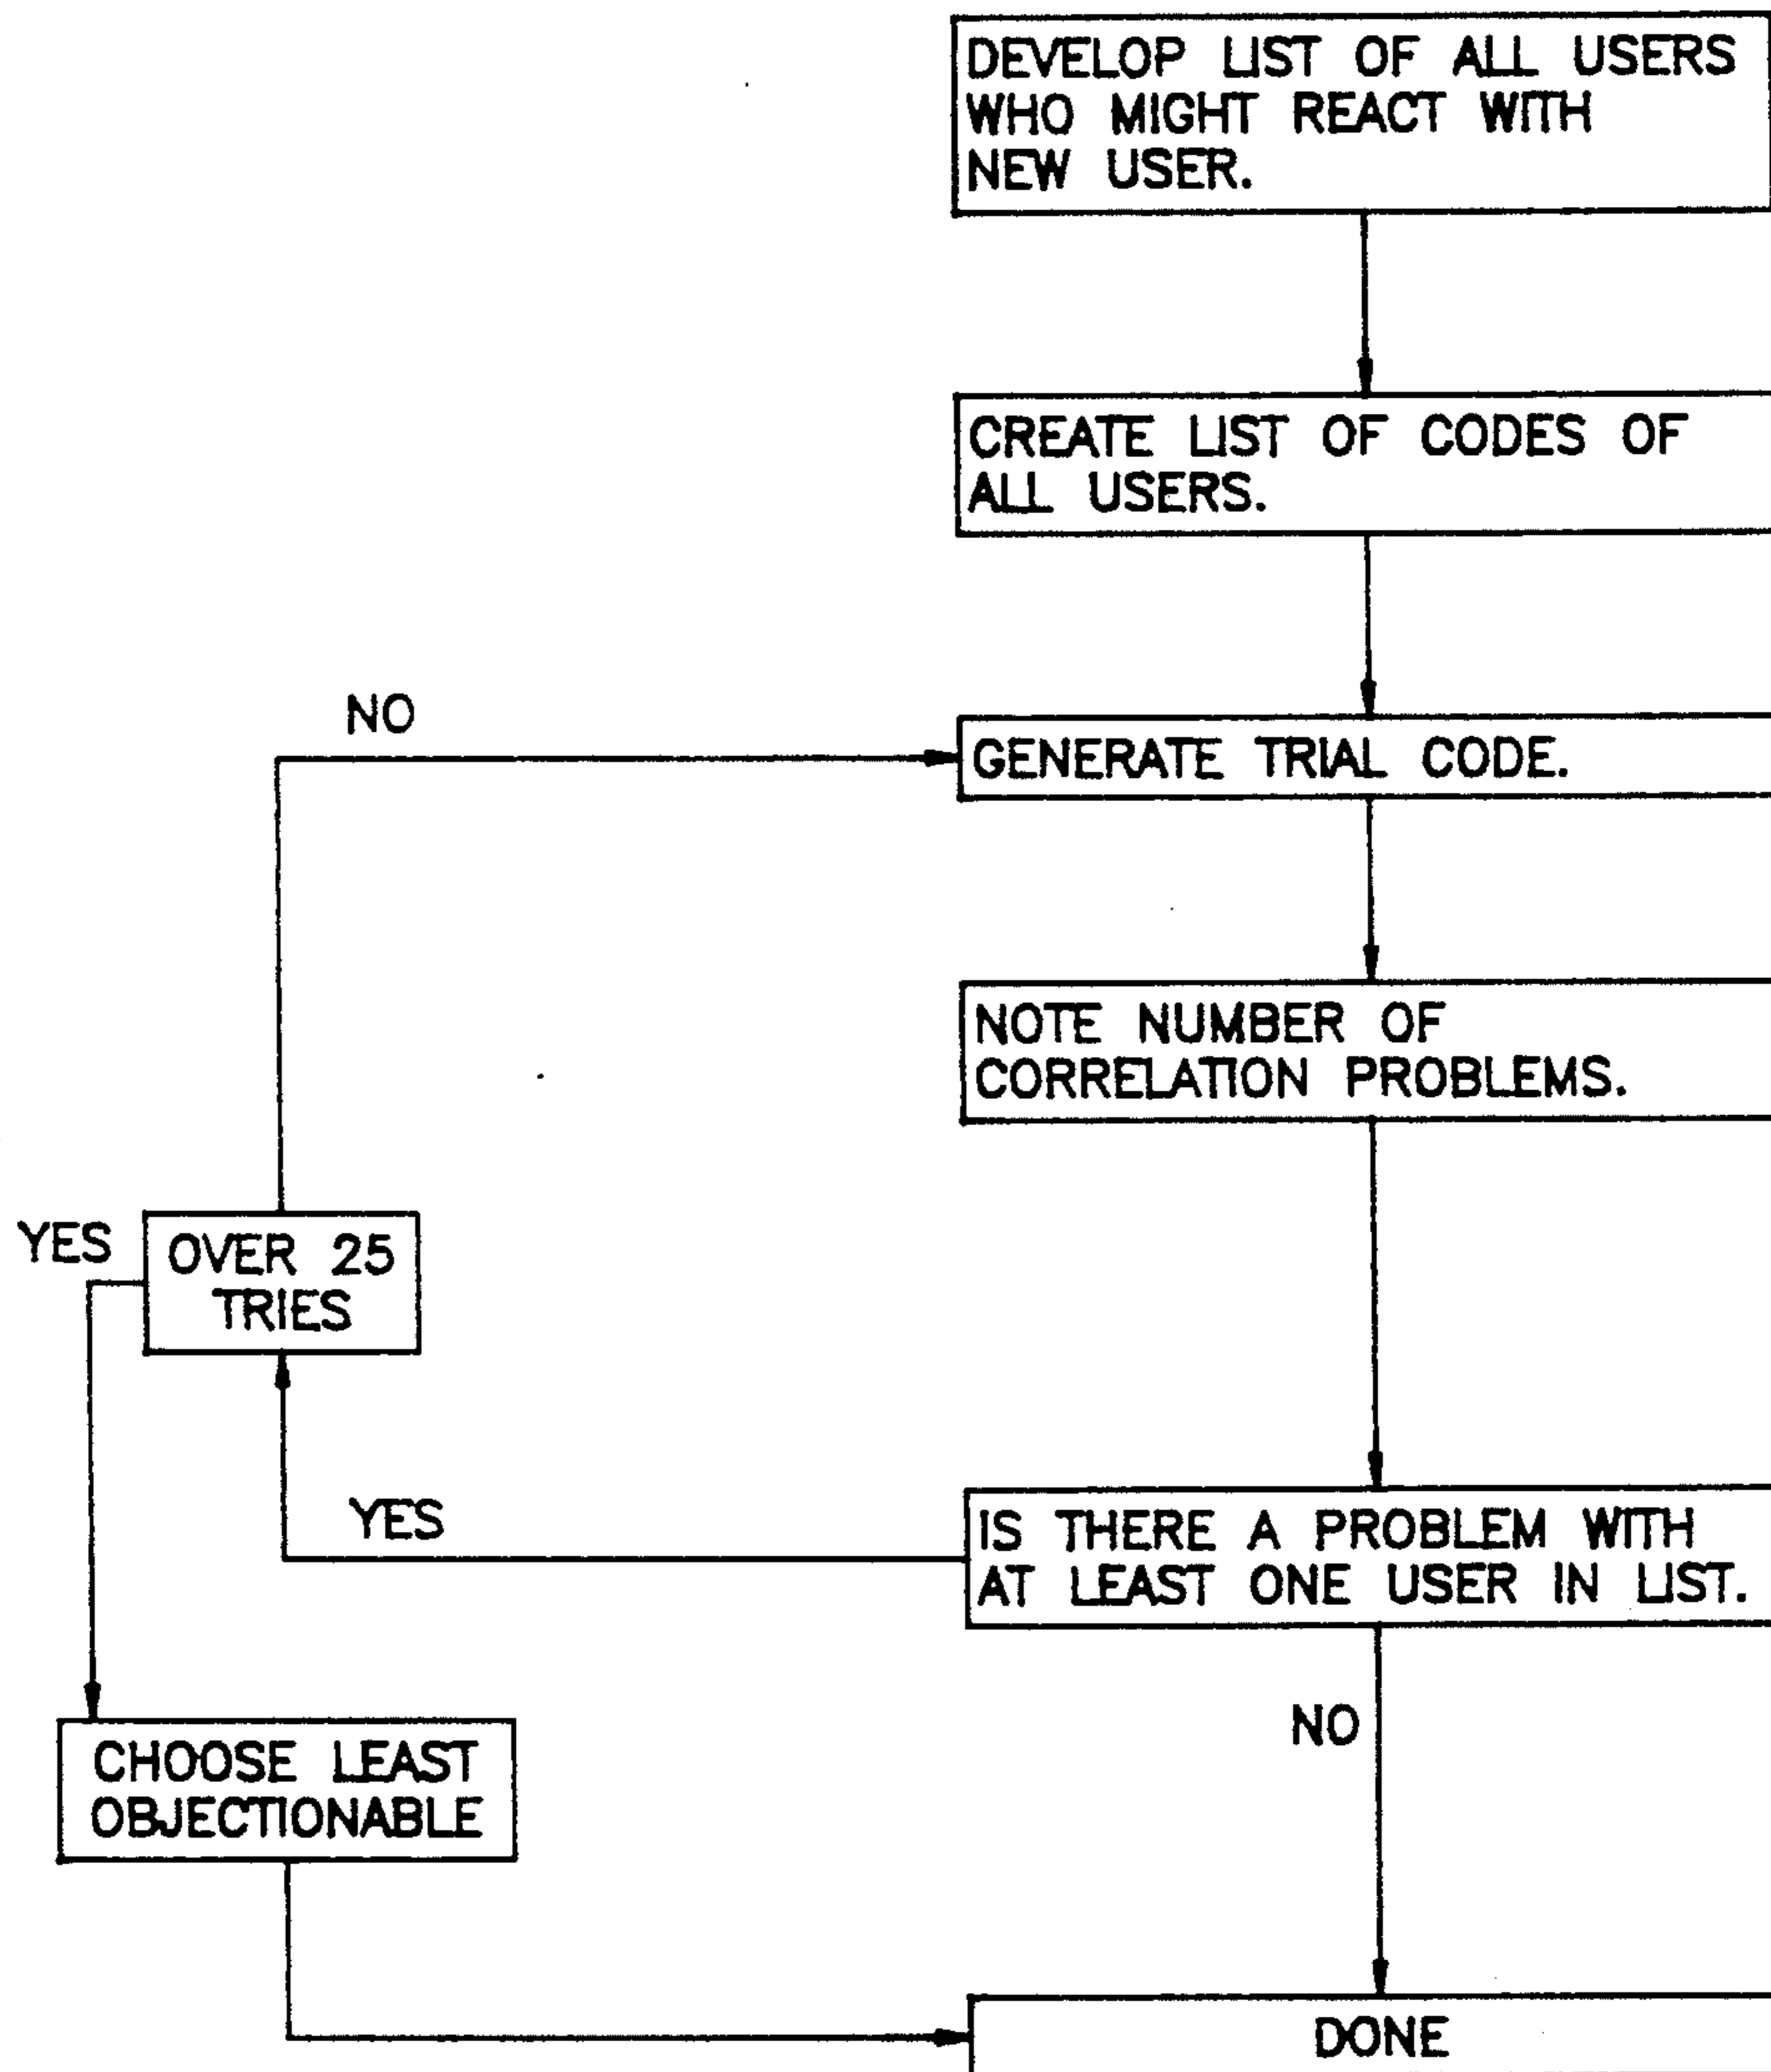 DEVELOP LIST OF ALL USERS
WHO MIGHT REACT WITH
NEW USER.
CREATE LIST OF CODES OF
ALL USERS.
NO
GENERATE TRIAL CODE.
NOTE NUMBER OF
CORRELATION PROBLEMS.
YES
OVER 25
TRIES
YES
IS THERE A PROBLEM WITH
AT LEAST ONE USER IN LIST.
NO
CHOOSE LEAST
OBJECTIONABLE
DONE